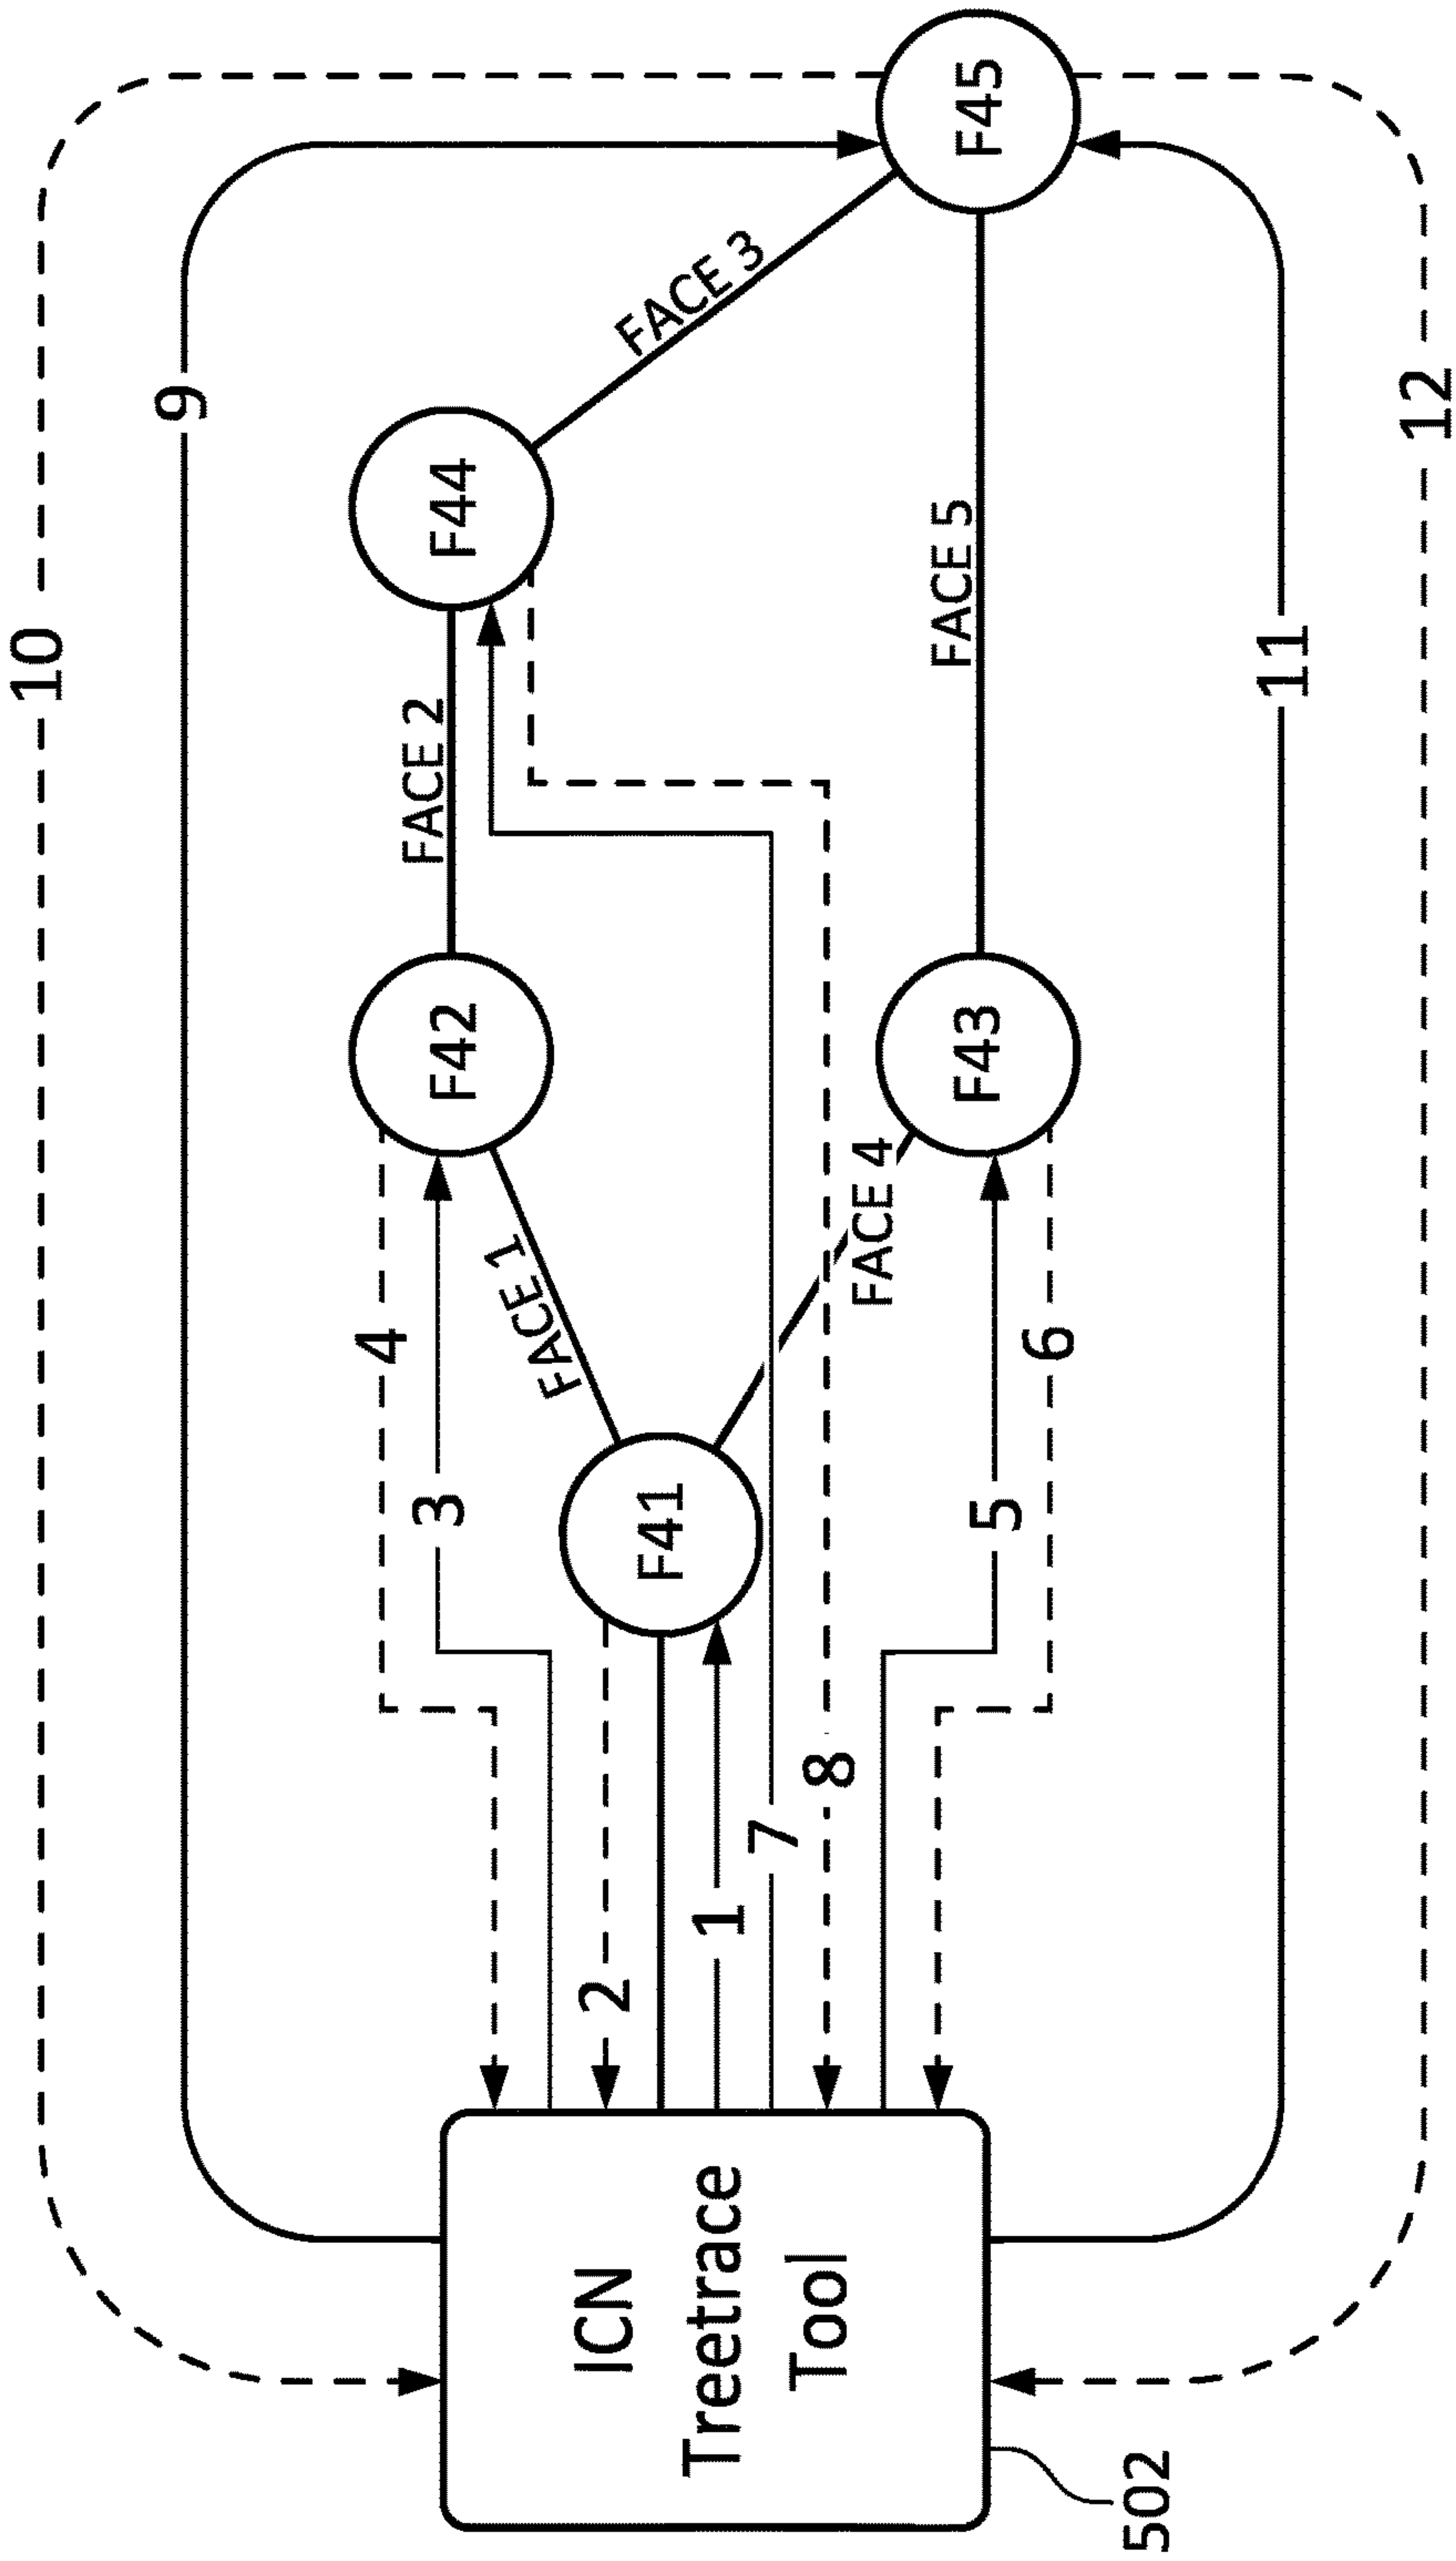 10
9
F44
FACE 3
F45
FACE 2
F42
FACE 5
4
FACE 1
F43
3
F41
FACE 4
5
6
2
1
7
8
11
12
ICN
Treetrace
Tool
502